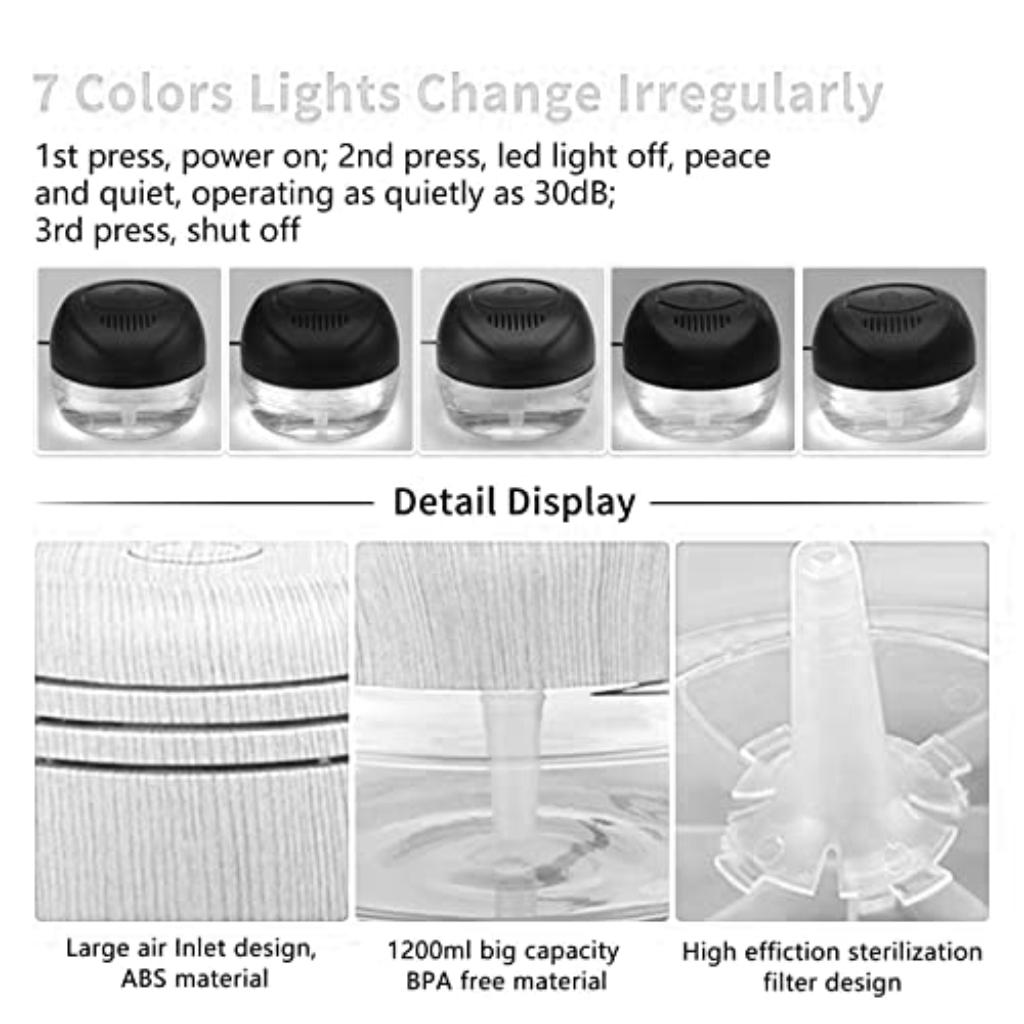 7 Colors Lights Change Irregularly
1st press, power on; 2nd press, led light off, peace
and quiet, operating as quietly as 30dB;
3rd press, shut off
Detail Display
Large air Inlet design,
ABS material
1200ml big capacity
BPA free material
High effiction sterilization
filter design